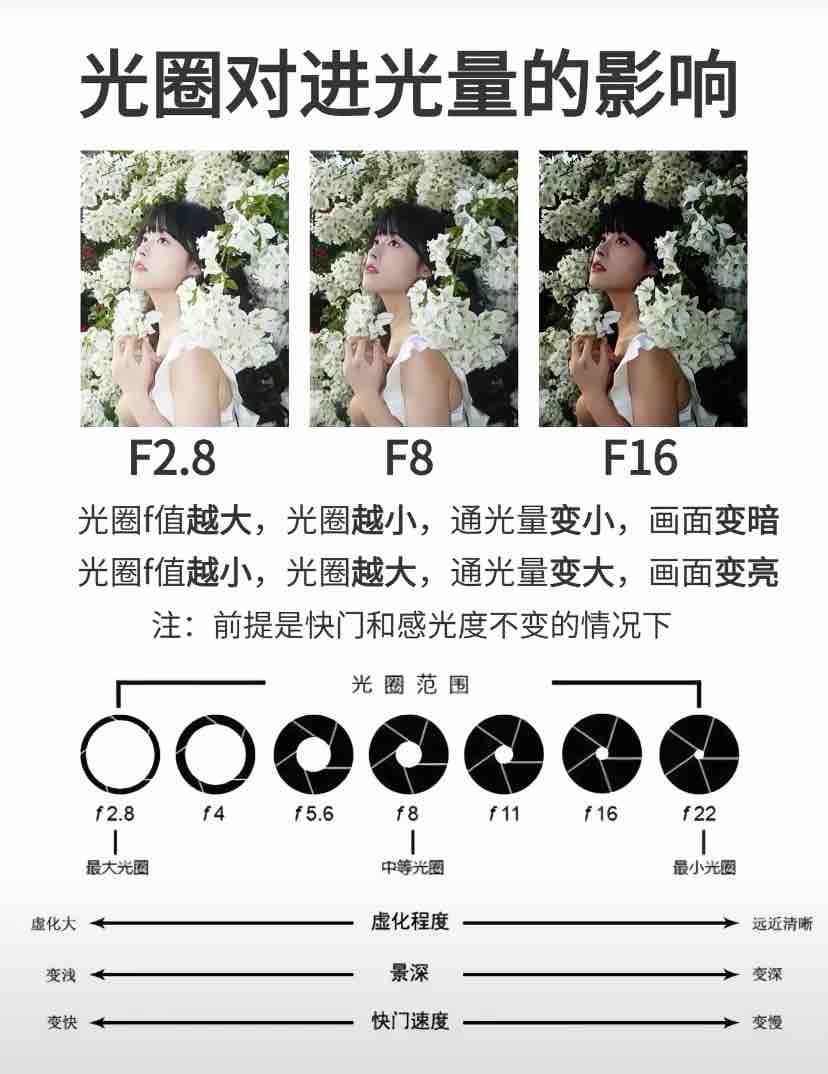 光圈对进光量的影响
F2.8 F8 F16
光圈f值越大，光圈越小，通光量变小，画面变暗
光圈f值越小，光圈越大，通光量变大，画面变亮
注：前提是快门和感光度不变的情况下
光圈范围
f2.8 f4 f5.6 f8 f11 f16 f22
最大光圈 中等光圈 最小光圈
虚化大 虚化程度 远近清晰
变浅 景深 变深
变快 快门速度 变慢